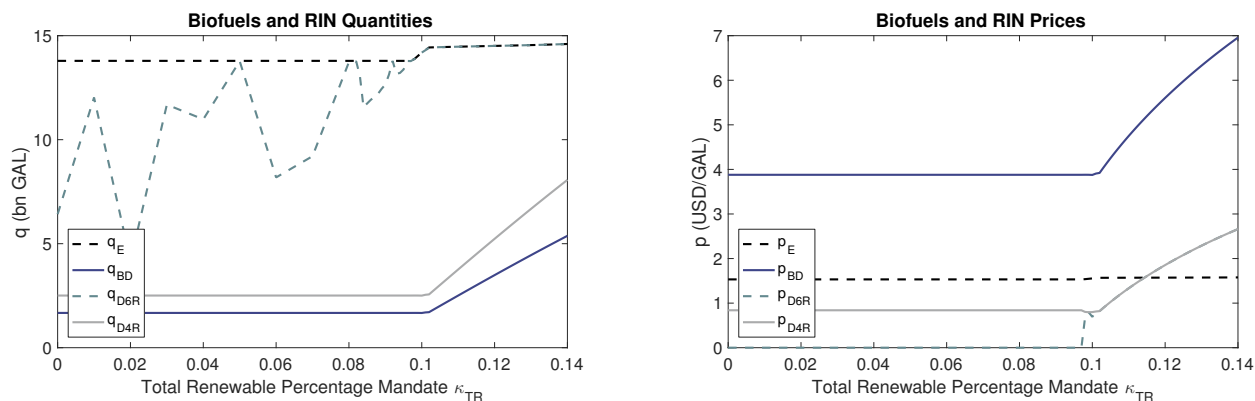 Biofuels and RIN Quantities
15
10
5
0
q (bn GAL)
q_E
q_BD
q_D6R
q_D4R
0 0.02 0.04 0.06 0.08 0.1 0.12 0.14
Total Renewable Percentage Mandate κ_TR
Biofuels and RIN Prices
7
6
5
4
3
2
1
0
p (USD/GAL)
p_E
p_BD
p_D6R
p_D4R
0 0.02 0.04 0.06 0.08 0.1 0.12 0.14
Total Renewable Percentage Mandate κ_TR